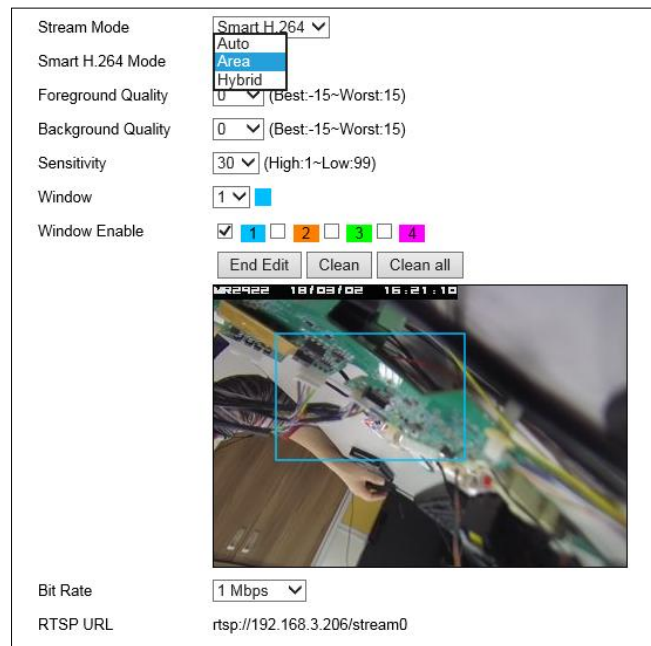 Stream Mode Smart H.264
Auto
Smart H.264 Mode Area
Hybrid
Foreground Quality 0 (Best:-15~Worst:15)
Background Quality 0 (Best:-15~Worst:15)
Sensitivity 30 (High:1~Low:99)
Window 1
Window Enable 1 2 3 4
End Edit Clean Clean all
MR2922 18/03/02 16:21:10
Bit Rate 1 Mbps
RTSP URL rtsp://192.168.3.206/stream0